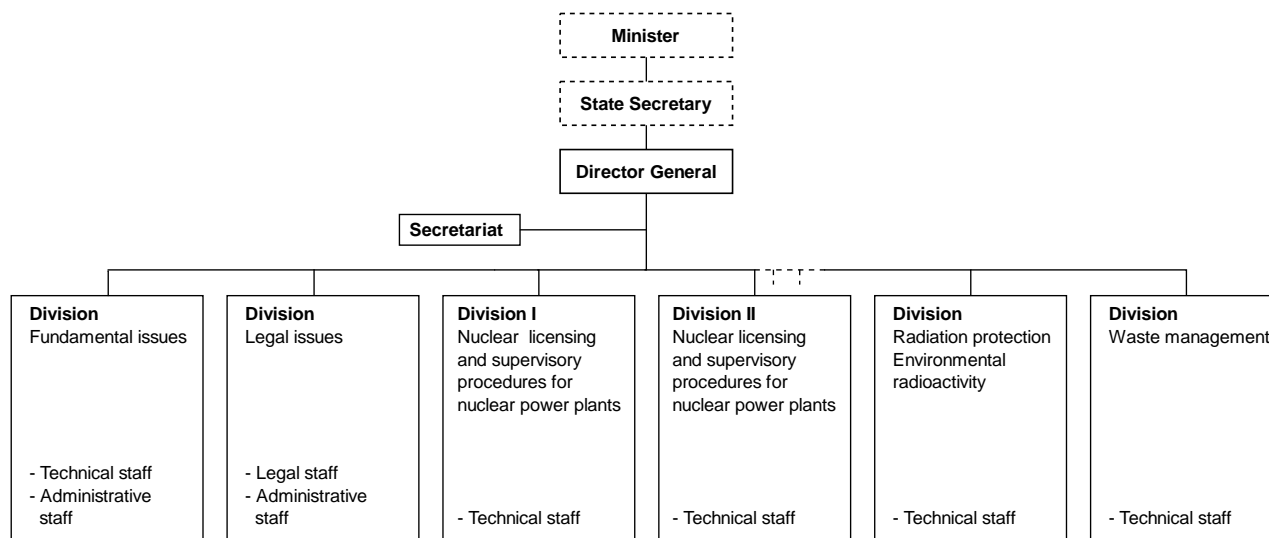 Minister
State Secretary
Director General
Secretariat
Division
Fundamental issues
- Technical staff
- Administrative
staff
Division
Legal issues
- Legal staff
- Administrative
staff
Division I
Nuclear licensing
and supervisory
procedures for
nuclear power plants
- Technical staff
Division II
Nuclear licensing
and supervisory
procedures for
nuclear power plants
- Technical staff
Division
Radiation protection
Environmental
radioactivity
- Technical staff
Division
Waste management
- Technical staff